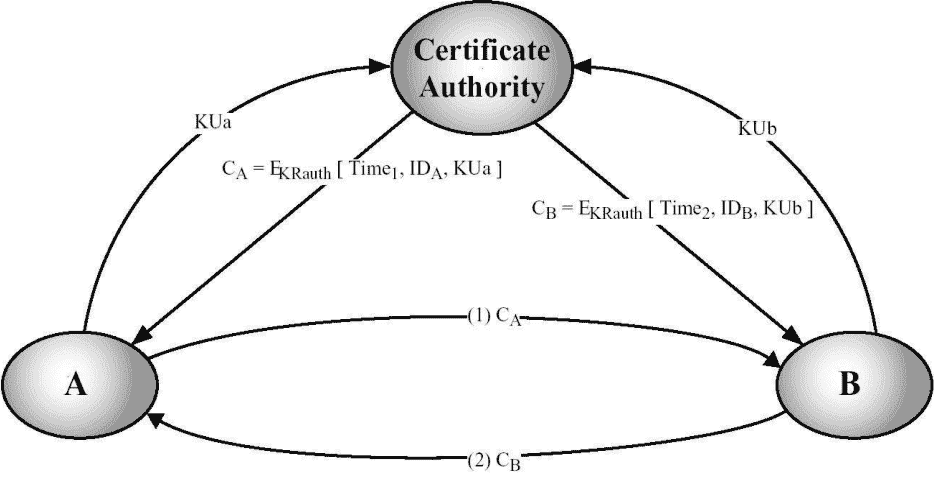 Certificate
Authority
KUa
KUb
C_A = E_KRauth [ Time_1, ID_A, KUa ]
C_B = E_KRauth [ Time_2, ID_B, KUb ]
(1) C_A
A
B
(2) C_B